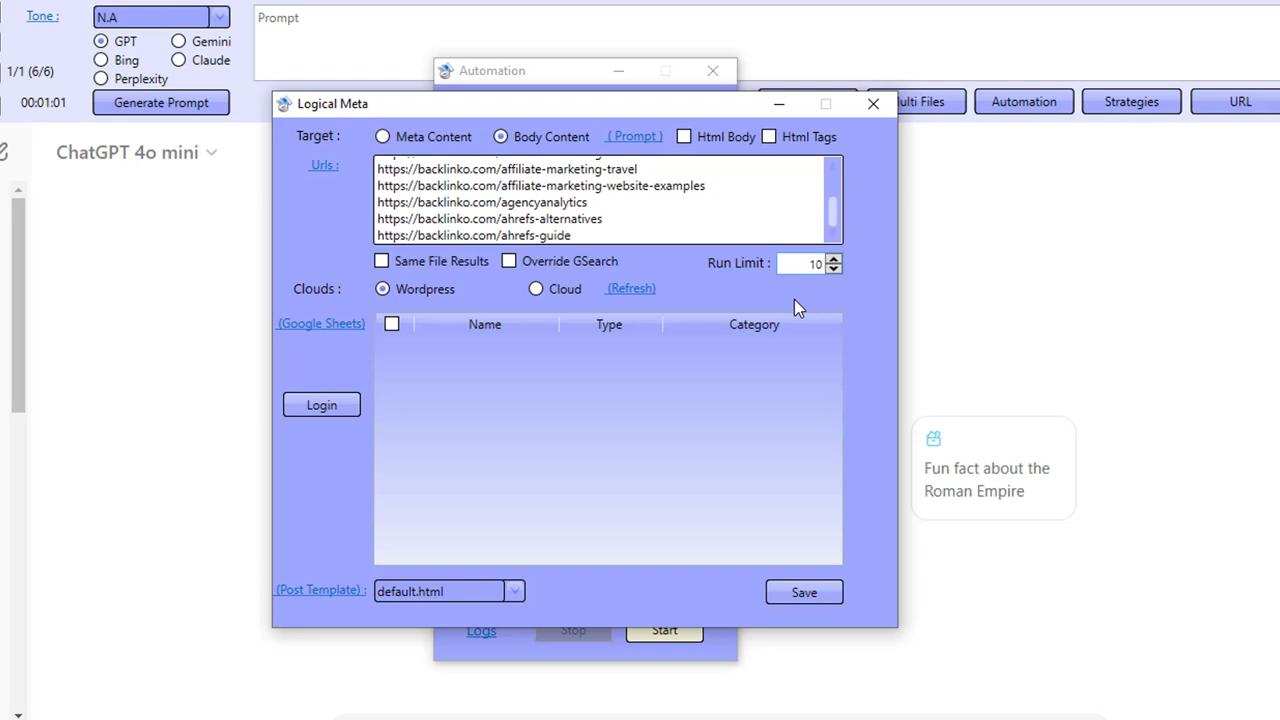 Tone :
N.A
Prompt
GPT
Gemini
Bing
Claude
1/1 (6/6)
Perplexity
00:01:01
Generate Prompt
Automation
ulti Files
Automation
Strategies
URL
ChatGPT 4o mini
Logical Meta
Target :
Meta Content
Body Content
( Prompt )
Html Body
Html Tags
Urls :
https://backlinko.com/affiliate-marketing-travel
https://backlinko.com/affiliate-marketing-website-examples
https://backlinko.com/agencyanalytics
https://backlinko.com/ahrefs-alternatives
https://backlinko.com/ahrefs-guide
Same File Results
Override GSearch
Run Limit :
10
Clouds :
Wordpress
Cloud
(Refresh)
(Google Sheets)
Name
Type
Category
Login
Fun fact about the
Roman Empire
(Post Template) :
default.html
Save
Logs
Stop
Start